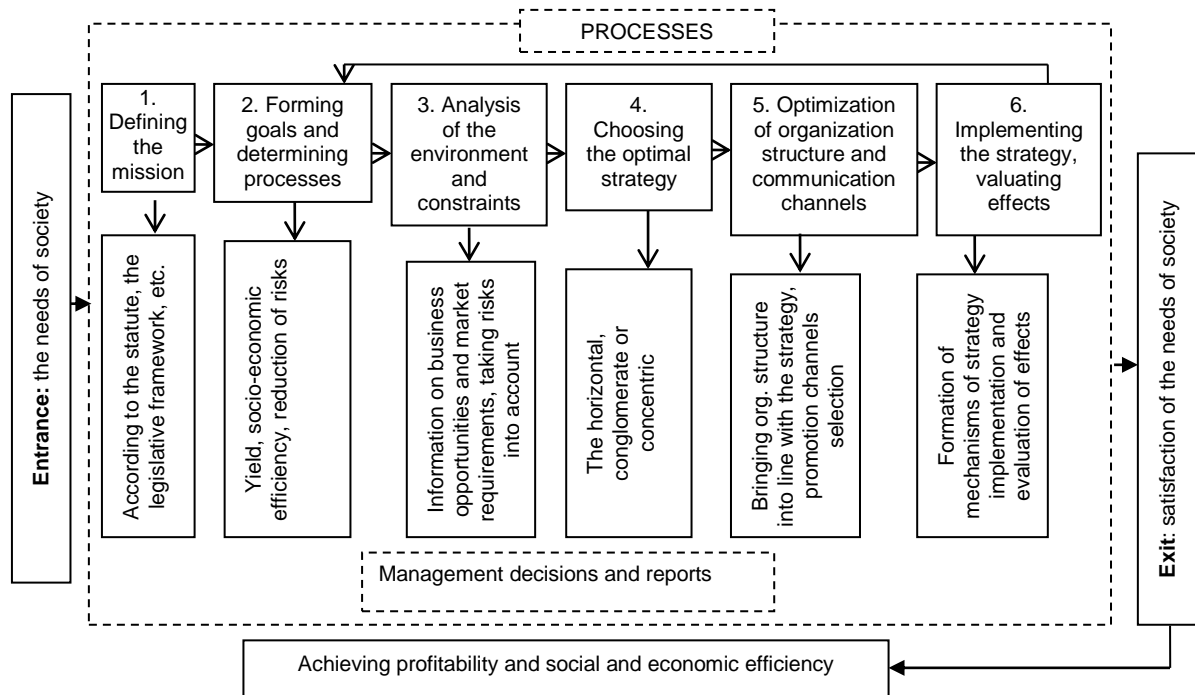 PROCESSES
Entrance: the needs of society
1.
Defining
the
mission
2. Forming
goals and
determining
processes
3. Analysis
of the
environment
and
constraints
4.
Choosing
the optimal
strategy
5. Optimization
of organization
structure and
communication
channels
6.
Implementing
the strategy,
valuating
effects
According to the statute, the
legislative framework, etc.
Yield, socio-economic
efficiency, reduction of risks
Information on business
opportunities and market
requirements, taking risks
into account
The horizontal,
conglomerate or
concentric
Bringing org. structure
into line with the strategy,
promotion channels
selection
Formation of
mechanisms of strategy
implementation and
evaluation of effects
Exit: satisfaction of the needs of society
Management decisions and reports
Achieving profitability and social and economic efficiency